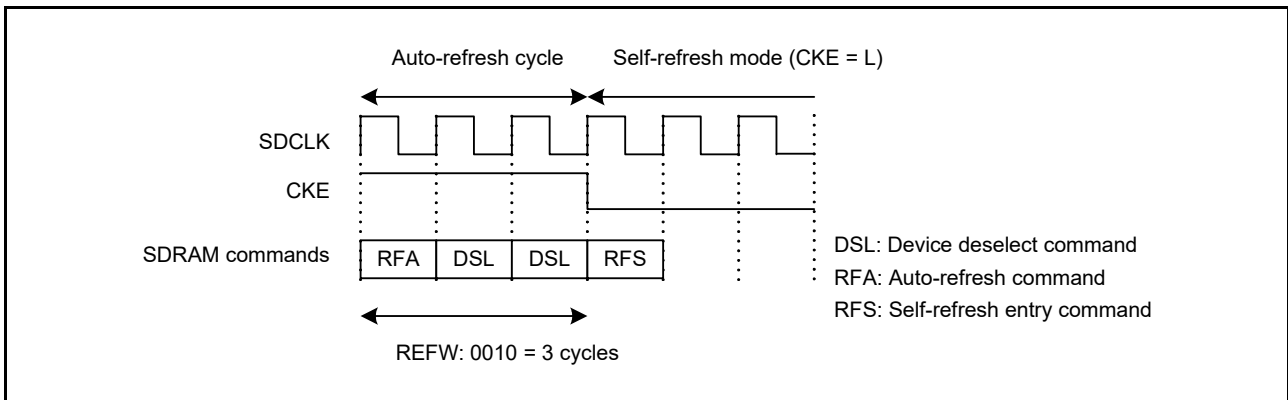 Auto-refresh cycle Self-refresh mode (CKE = L)
SDCLK
CKE
SDRAM commands RFA DSL DSL RFS
DSL: Device deselect command
RFA: Auto-refresh command
RFS: Self-refresh entry command
REFW: 0010 = 3 cycles